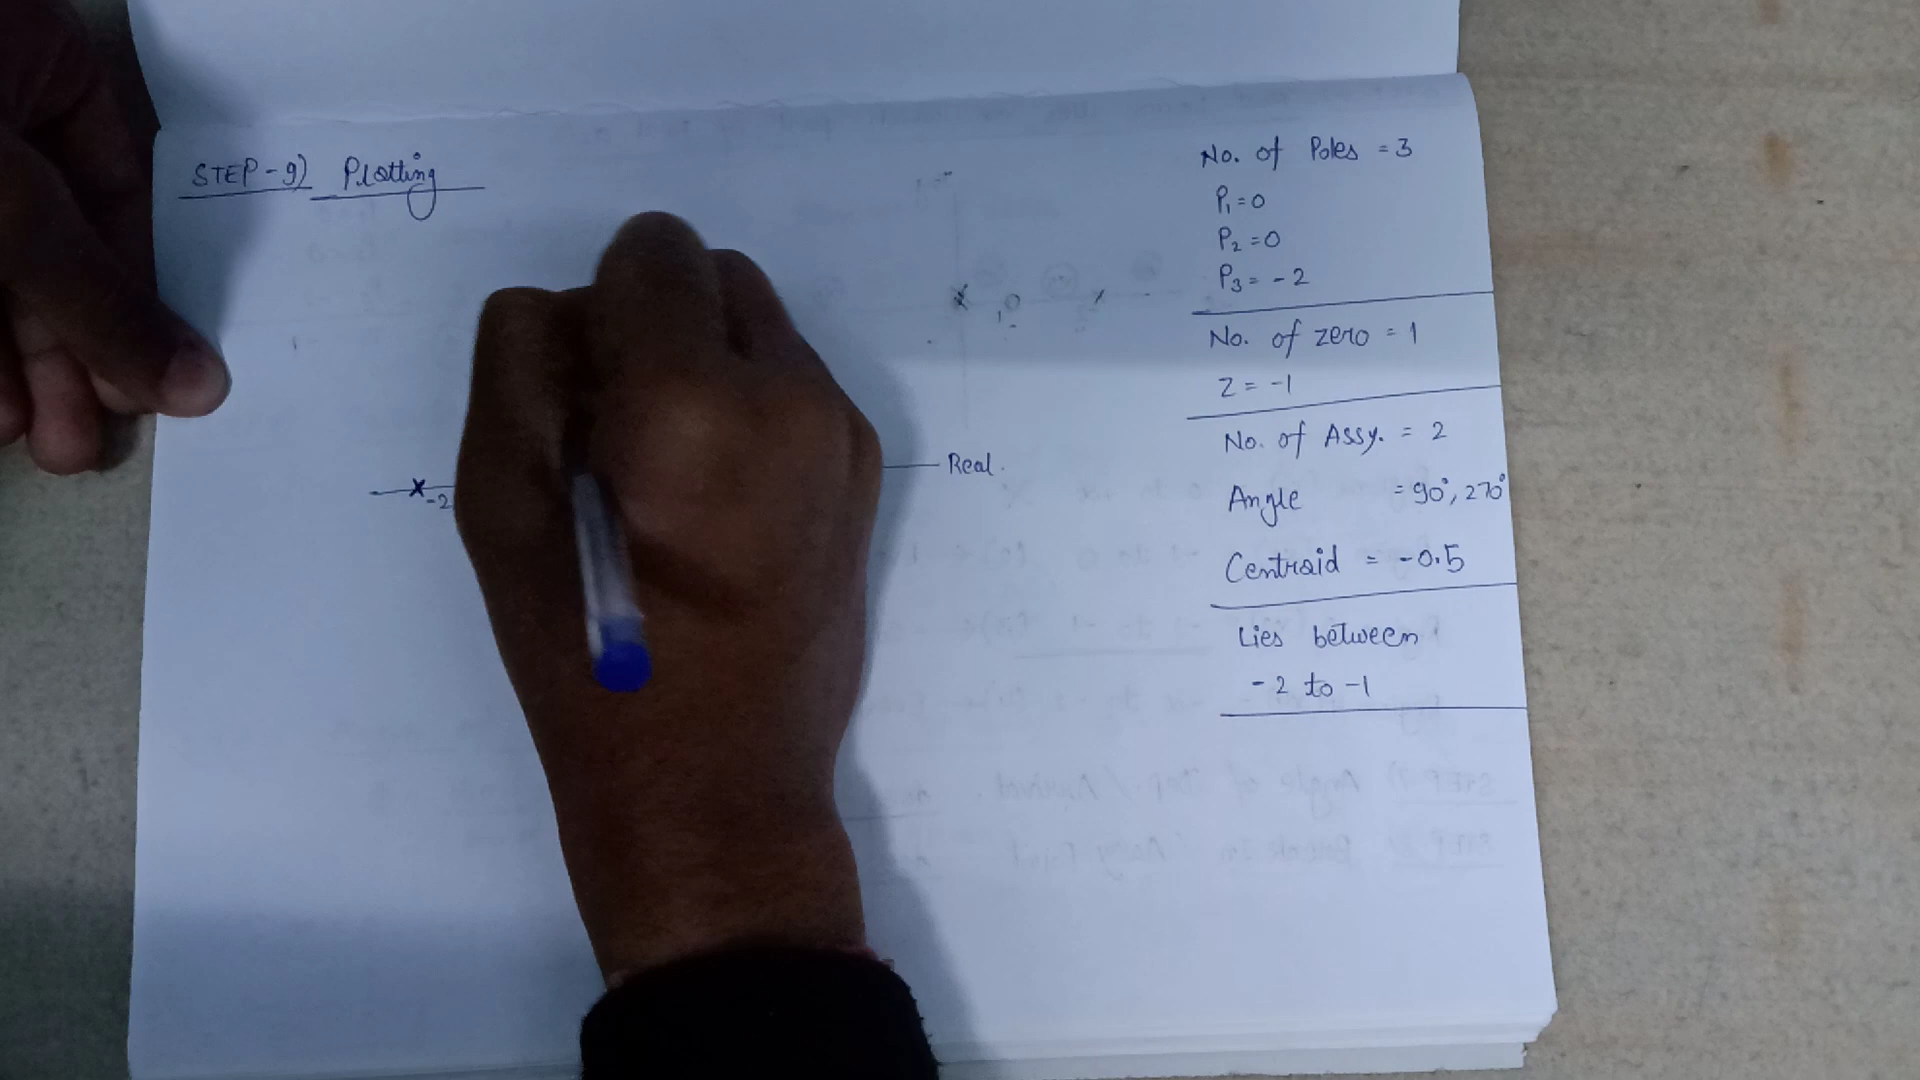 STEP-9) Plotting
No. of Poles = 3
P1 = 0
P2 = 0
P3 = -2
No. of zero = 1
Z = -1
No. of Assy. = 2
Angle = 90°, 270°
Centroid = -0.5
Lies between
-2 to -1
Real.
-2